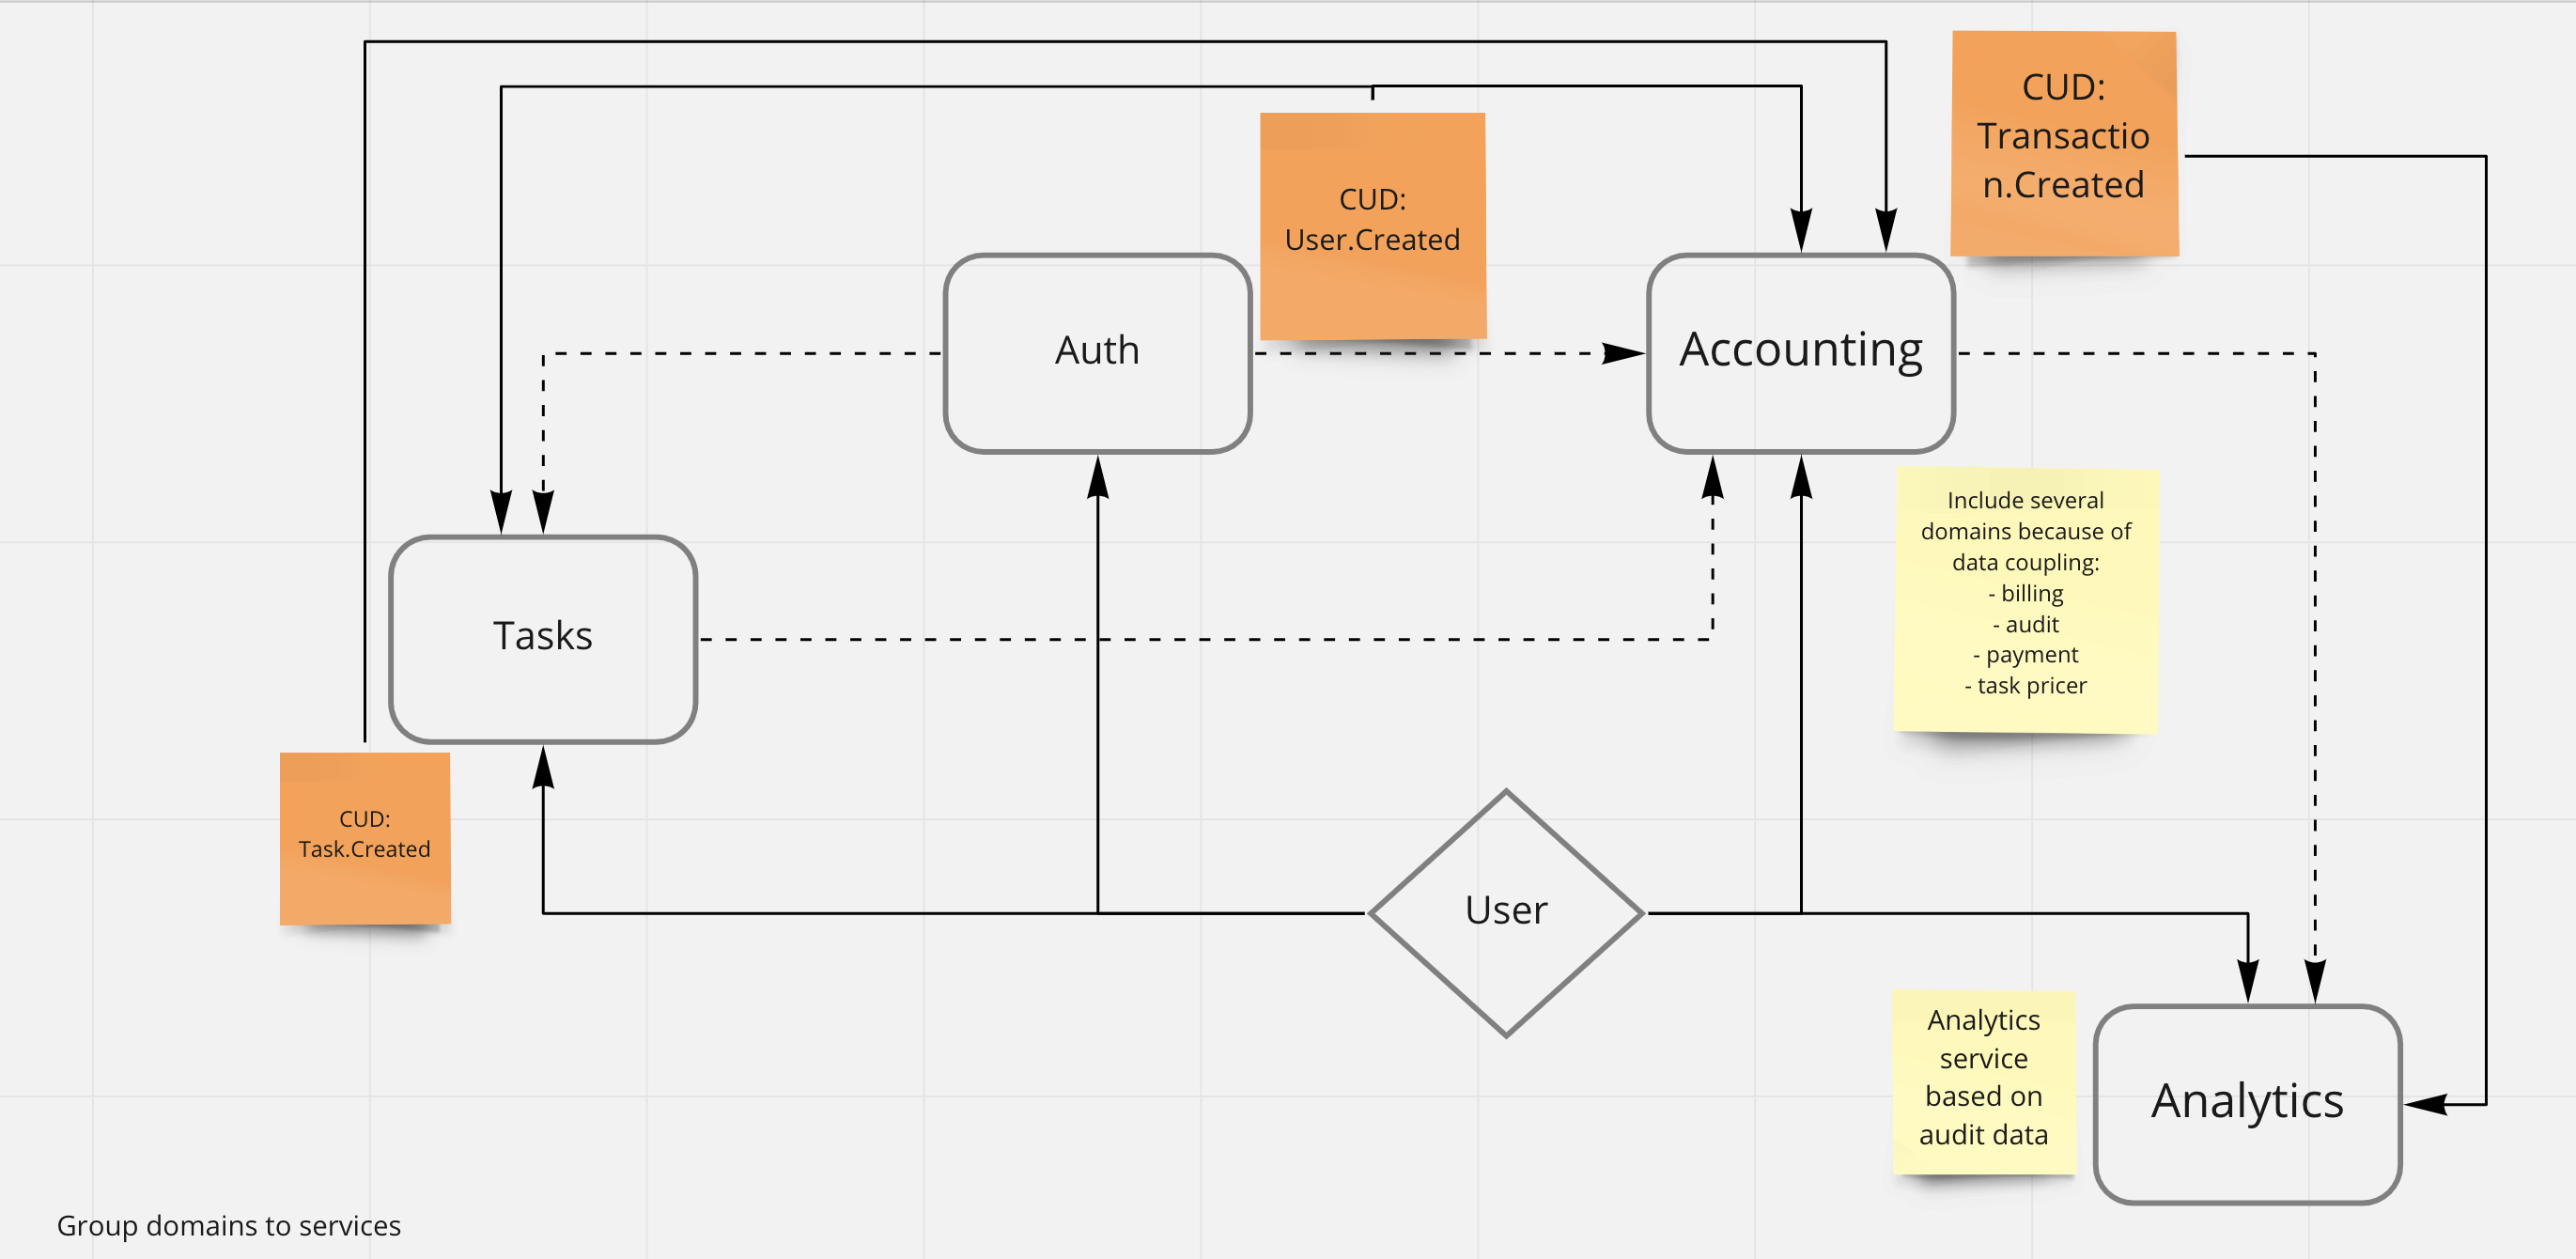 CUD:
Transactio
n.Created
CUD:
User.Created
Auth
Accounting
Include several
domains because of
data coupling:
- billing
- audit
- payment
- task pricer
Tasks
CUD:
Task.Created
User
Analytics
service
based on
audit data
Analytics
Group domains to services